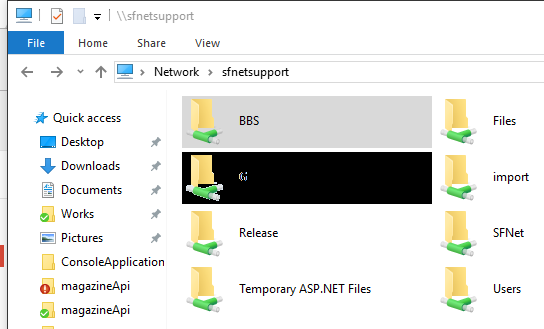 \\sfnetsupport
File Home Share View
Network sfnetsupport
Quick access
Desktop
Downloads
Documents
Works
Pictures
ConsoleApplication
magazineApi
magazineApi
BBS
Files
import
Release
SFNet
Temporary ASP.NET Files
Users